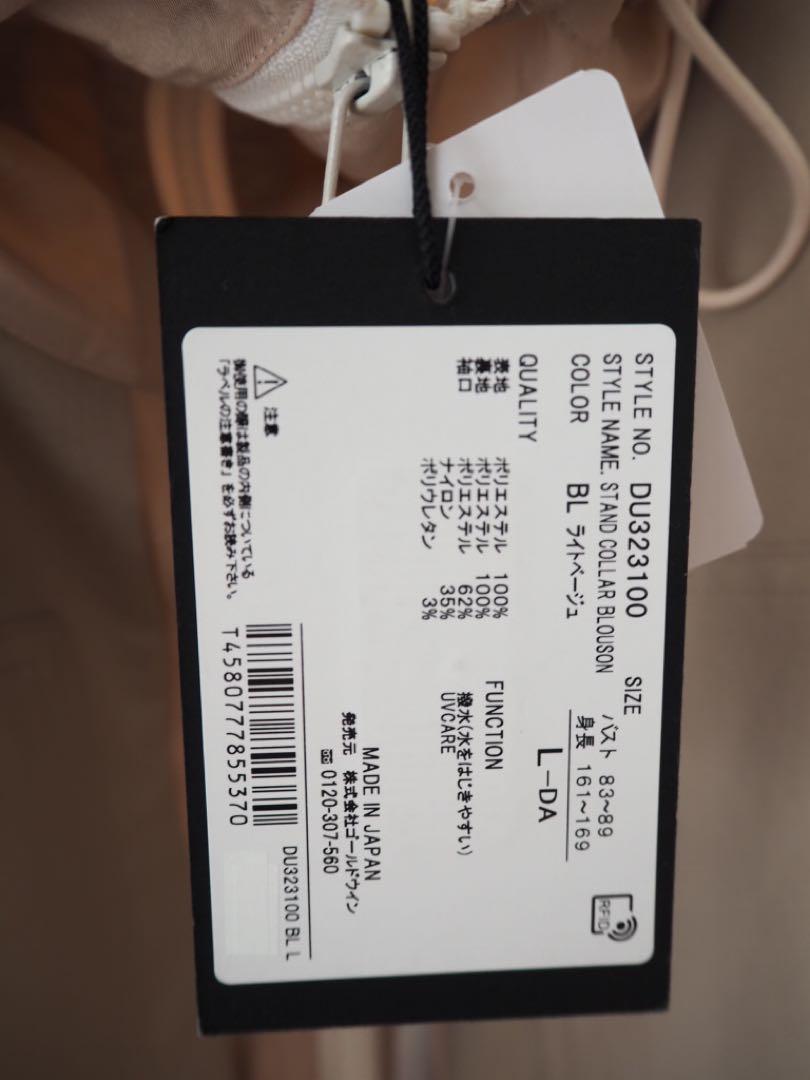 STYLE NO. DU323100
STYLE NAME. STAND COLLAR BLOUSON
COLOR BL ライトベージュ
SIZE
バスト 83~89
身長 161~169
L-DA
RFID
QUALITY
表地 ポリエステル 100%
裏地 ポリエステル 100%
袖口 ポリエステル 62%
ナイロン 35%
ポリウレタン 3%
FUNCTION
撥水(水をはじきやすい)
UVCARE
MADE IN JAPAN
発売元 株式会社ゴールドウイン
0120-307-560
注意
御使用の際は製品の内側についている
「ラベルの注意書き」を必ずお読み下さい。
T4580777855370
DU323100 BL L